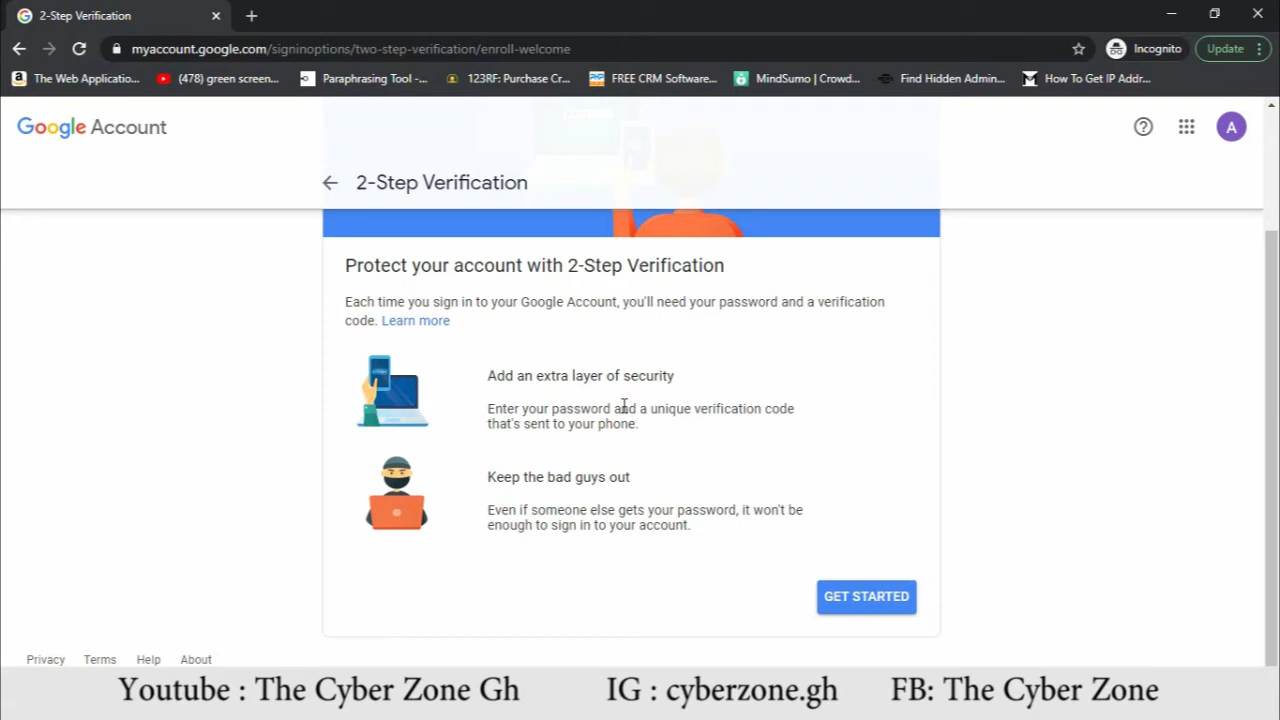 2-Step Verification
myaccount.google.com/signinoptions/two-step-verification/enroll-welcome
Incognito
Update
The Web Applicatio...
(478) green screen...
Paraphrasing Tool -...
123RF: Purchase Cr...
FREE CRM Software...
MindSumo | Crowd...
Find Hidden Admin...
How To Get IP Addr...
Google Account
A
2-Step Verification
Protect your account with 2-Step Verification
Each time you sign in to your Google Account, you'll need your password and a verification
code. Learn more
Add an extra layer of security
Enter your password and a unique verification code
that's sent to your phone.
Keep the bad guys out
Even if someone else gets your password, it won't be
enough to sign in to your account.
GET STARTED
Privacy Terms Help About
Youtube : The Cyber Zone Gh IG : cyberzone.gh FB: The Cyber Zone